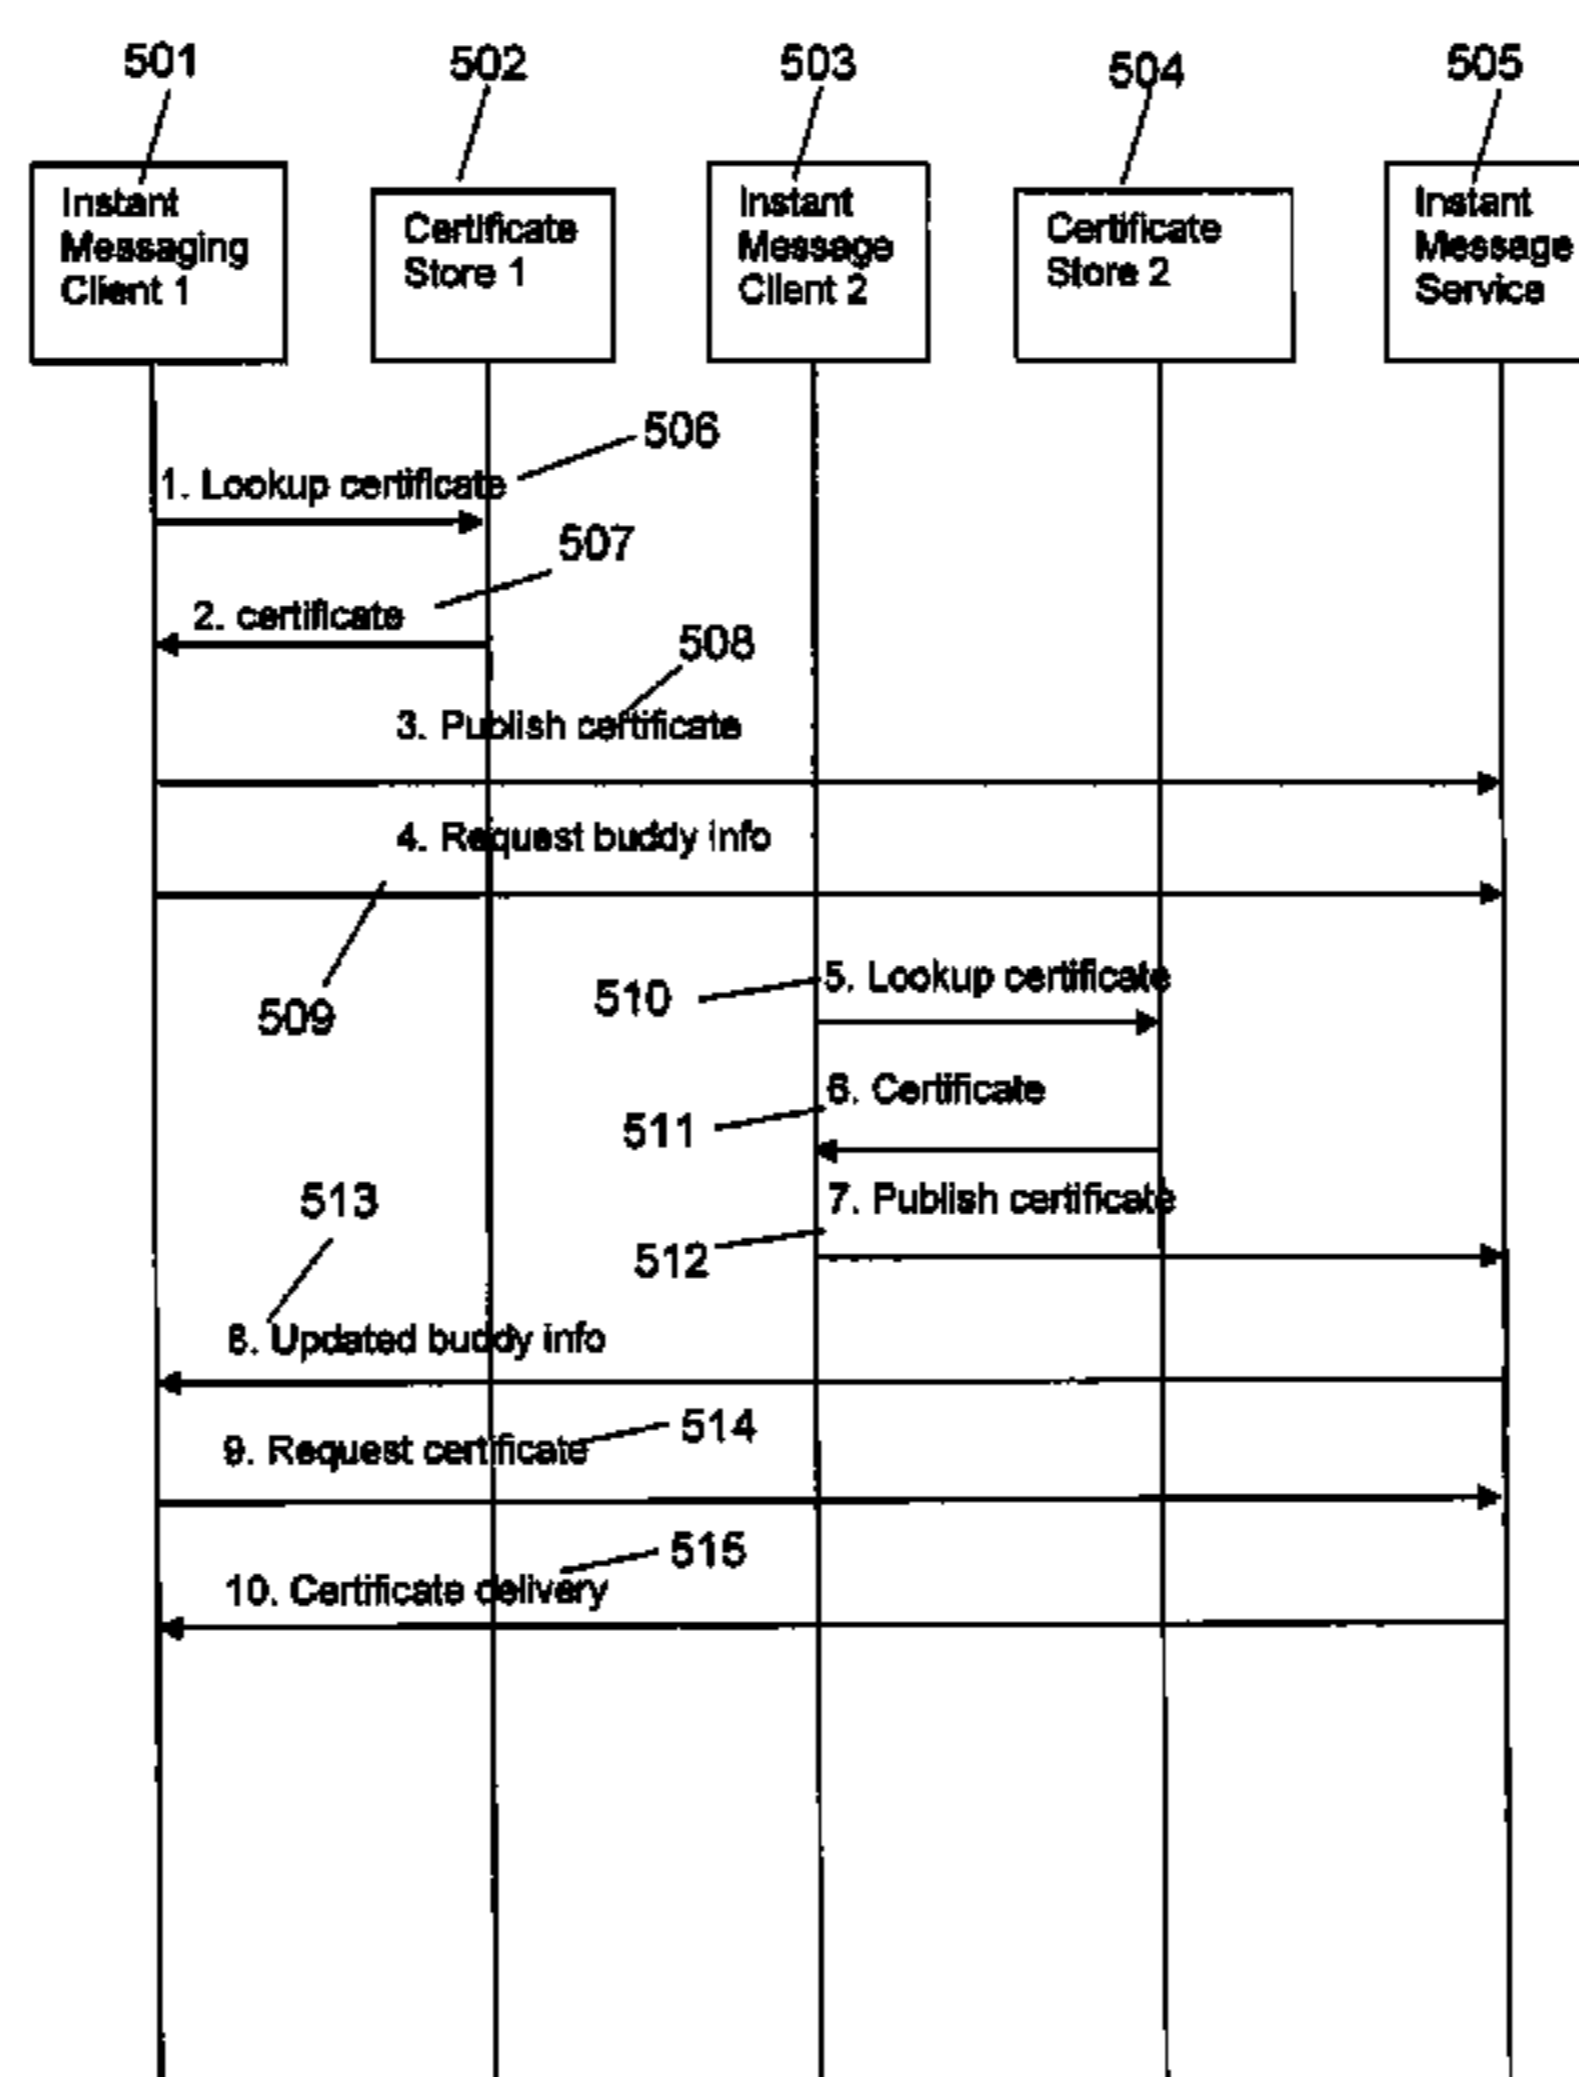 501
502
503
504
505
Instant
Messaging
Client 1
Certificate
Store 1
Instant
Message
Client 2
Certificate
Store 2
Instant
Message
Service
506
1. Lookup certificate
507
2. certificate
508
3. Publish certificate
4. Request buddy info
509
510
5. Lookup certificate
6. Certificate
511
513
7. Publish certificate
512
8. Updated buddy info
514
9. Request certificate
515
10. Certificate delivery